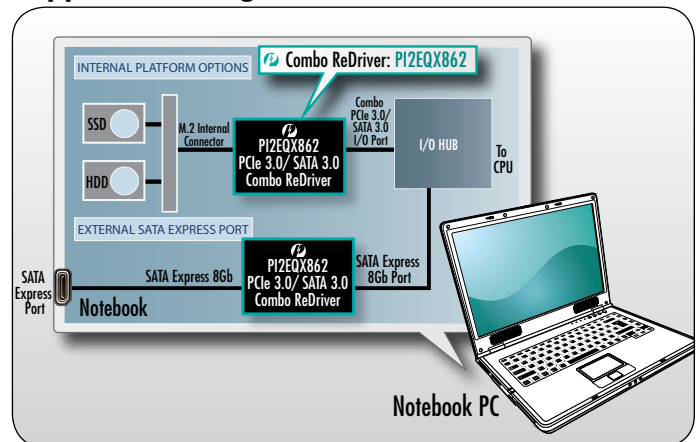 INTERNAL PLATFORM OPTIONS
Combo ReDriver: PI2EQX862
SSD
HDD
M.2 Internal
Connector
PI2EQX862
PCIe 3.0/ SATA 3.0
Combo ReDriver
Combo
PCIe 3.0/
SATA 3.0
I/O Port
I/O HUB
To
CPU
EXTERNAL SATA EXPRESS PORT
SATA
Express
Port
SATA Express 8Gb
PI2EQX862
PCIe 3.0/ SATA 3.0
Combo ReDriver
SATA Express
8Gb Port
Notebook
Notebook PC